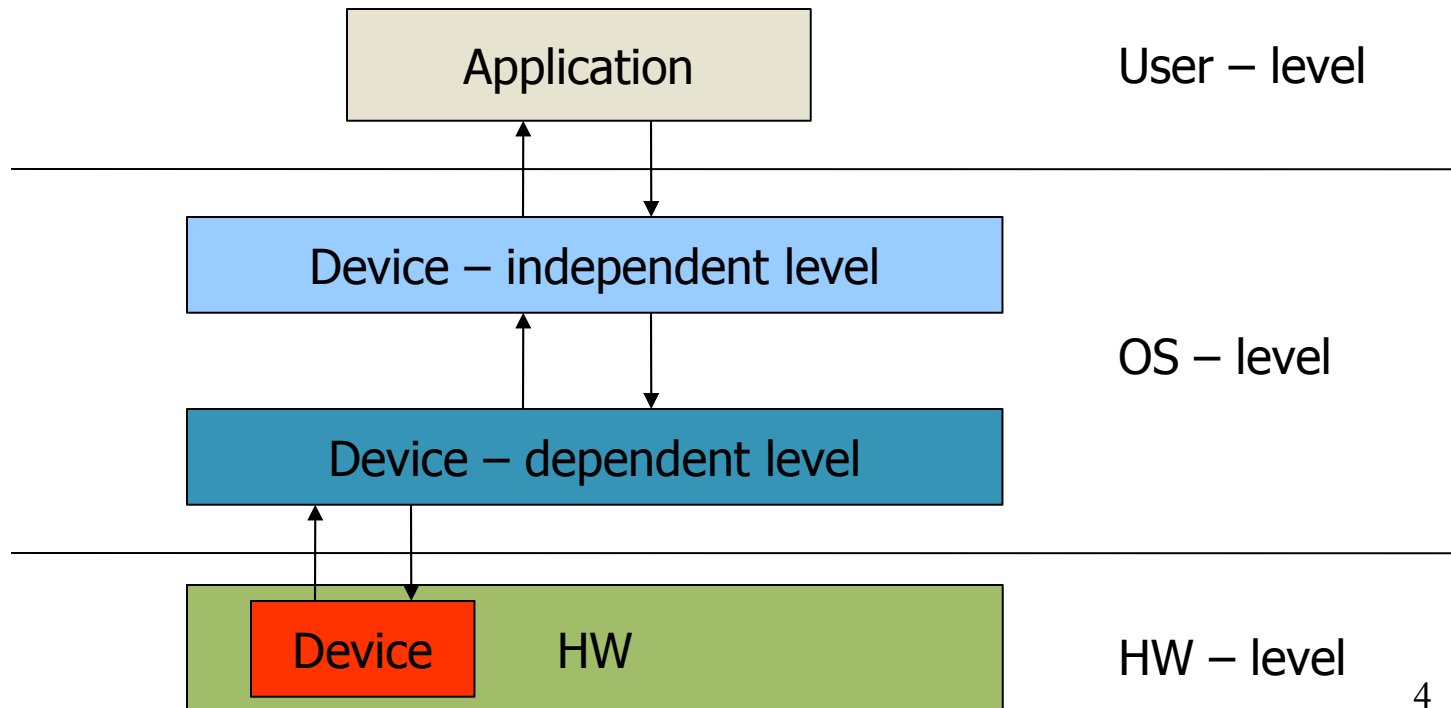 Application
User – level
Device – independent level
OS – level
Device – dependent level
Device
HW
HW – level
4